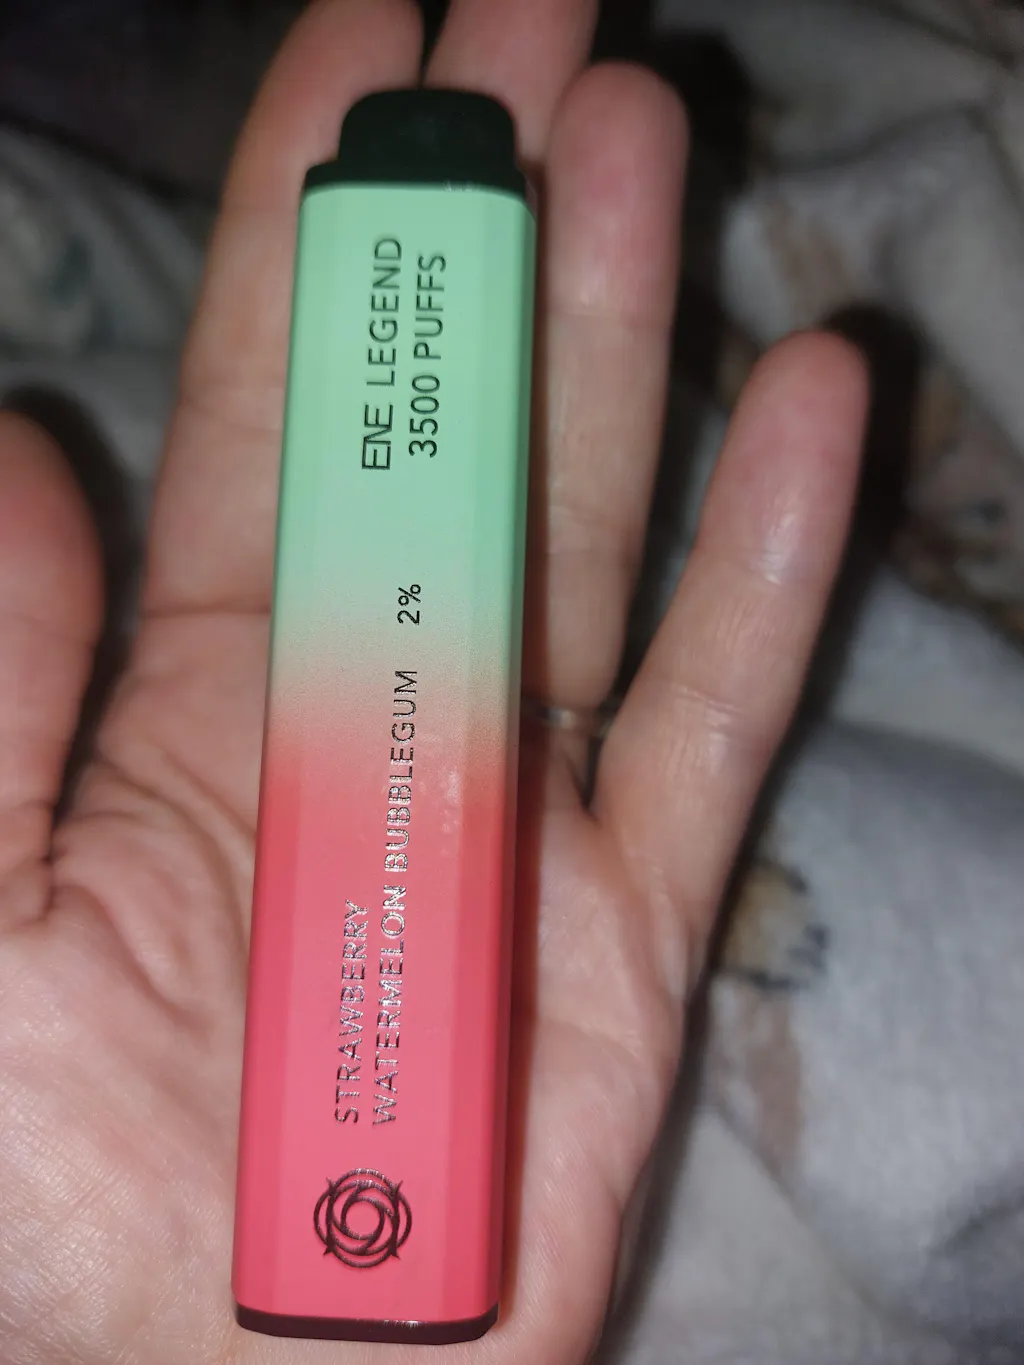 ENE LEGEND
3500 PUFFS
2%
STRAWBERRY
WATERMELON BUBBLEGUM